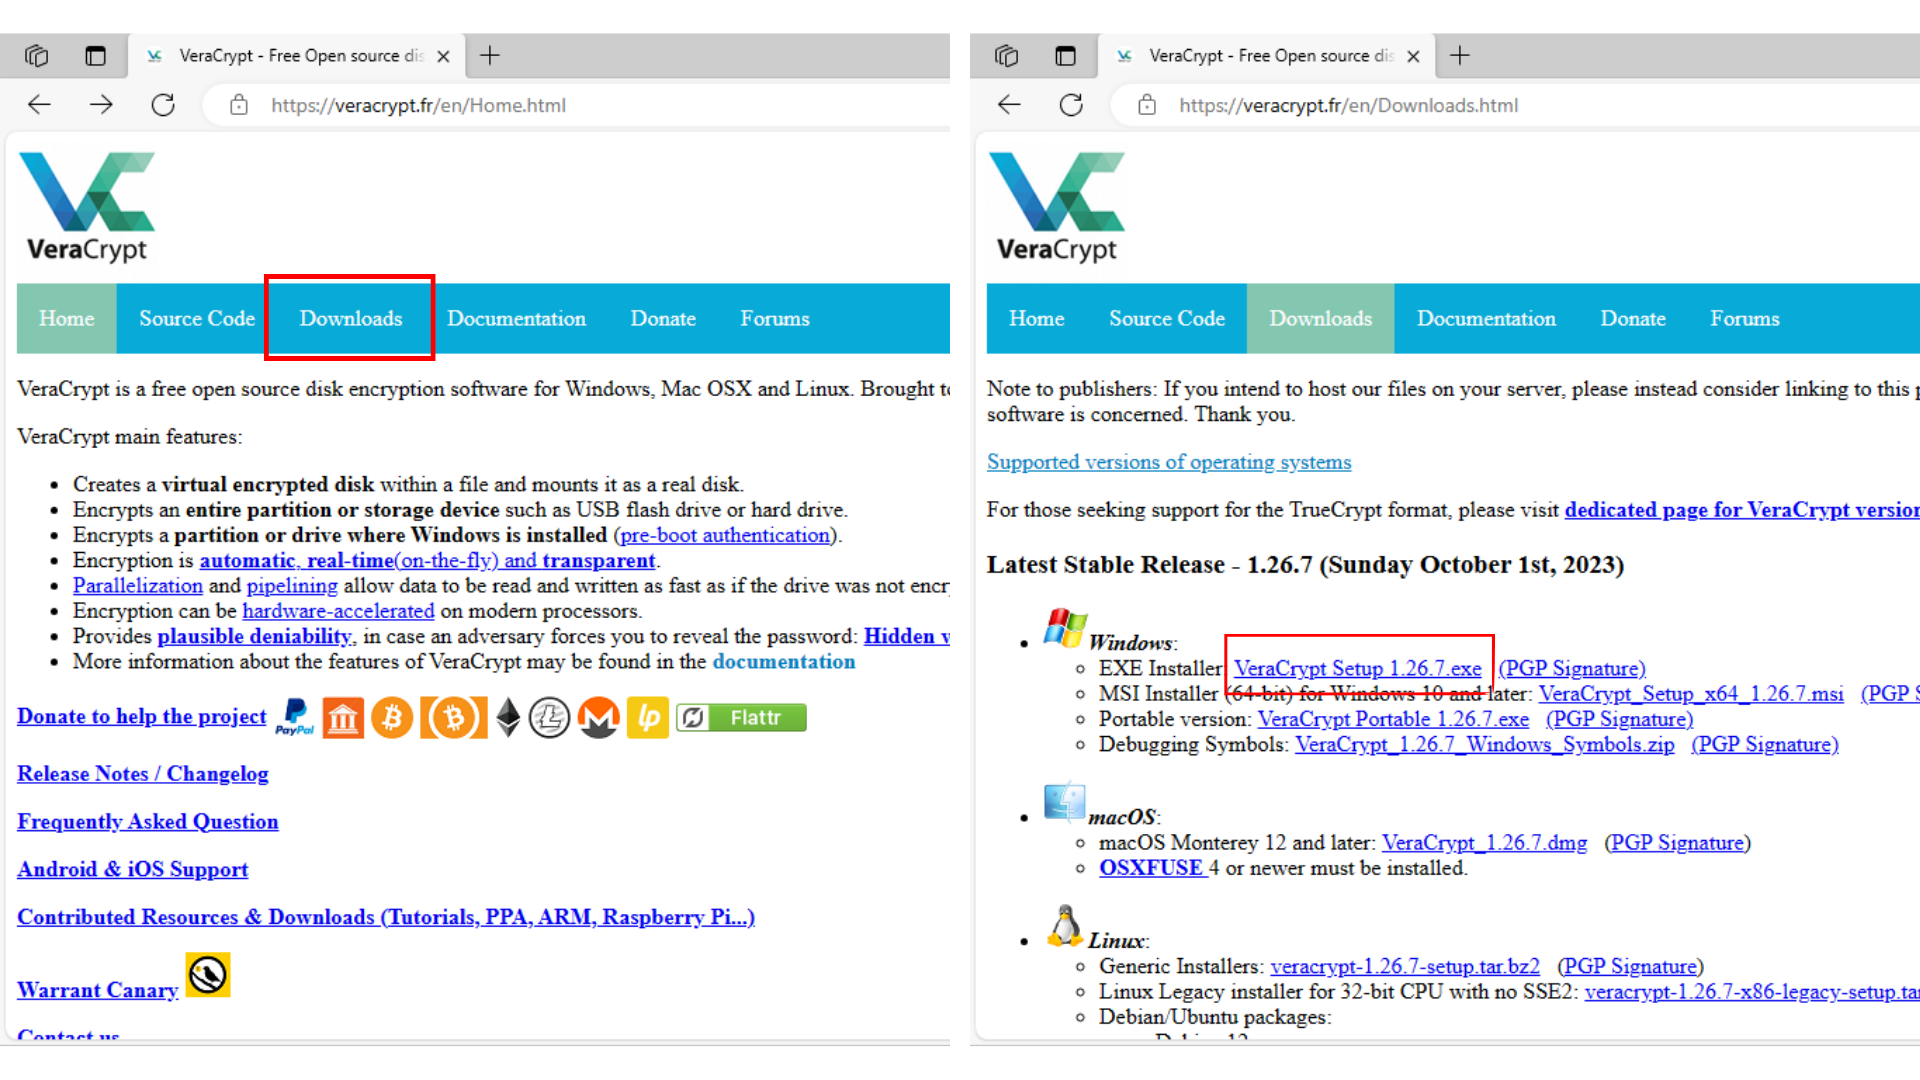 VeraCrypt - Free Open source dis
https://veracrypt.fr/en/Home.html
VeraCrypt
Home
Source Code
Downloads
Documentation
Donate
Forums
VeraCrypt is a free open source disk encryption software for Windows, Mac OSX and Linux. Brought to
VeraCrypt main features:
Creates a virtual encrypted disk within a file and mounts it as a real disk.
Encrypts an entire partition or storage device such as USB flash drive or hard drive.
Encrypts a partition or drive where Windows is installed (pre-boot authentication).
Encryption is automatic, real-time(on-the-fly) and transparent.
Parallelization and pipelining allow data to be read and written as fast as if the drive was not encry
Encryption can be hardware-accelerated on modern processors.
Provides plausible deniability, in case an adversary forces you to reveal the password: Hidden v
More information about the features of VeraCrypt may be found in the documentation
Donate to help the project PayPal lp Flattr
Release Notes / Changelog
Frequently Asked Question
Android & iOS Support
Contributed Resources & Downloads (Tutorials, PPA, ARM, Raspberry Pi...)
Warrant Canary
Contact us
VeraCrypt - Free Open source dis
https://veracrypt.fr/en/Downloads.html
VeraCrypt
Home
Source Code
Downloads
Documentation
Donate
Forums
Note to publishers: If you intend to host our files on your server, please instead consider linking to this p
software is concerned. Thank you.
Supported versions of operating systems
For those seeking support for the TrueCrypt format, please visit dedicated page for VeraCrypt version
Latest Stable Release - 1.26.7 (Sunday October 1st, 2023)
Windows:
EXE Installer: VeraCrypt Setup 1.26.7.exe (PGP Signature)
MSI Installer (64-bit) for Windows 10 and later: VeraCrypt_Setup_x64_1.26.7.msi (PGP S
Portable version: VeraCrypt Portable 1.26.7.exe (PGP Signature)
Debugging Symbols: VeraCrypt_1.26.7_Windows_Symbols.zip (PGP Signature)
macOS:
macOS Monterey 12 and later: VeraCrypt_1.26.7.dmg (PGP Signature)
OSXFUSE 4 or newer must be installed.
Linux:
Generic Installers: veracrypt-1.26.7-setup.tar.bz2 (PGP Signature)
Linux Legacy installer for 32-bit CPU with no SSE2: veracrypt-1.26.7-x86-legacy-setup.tar
Debian/Ubuntu packages:
Debian 12